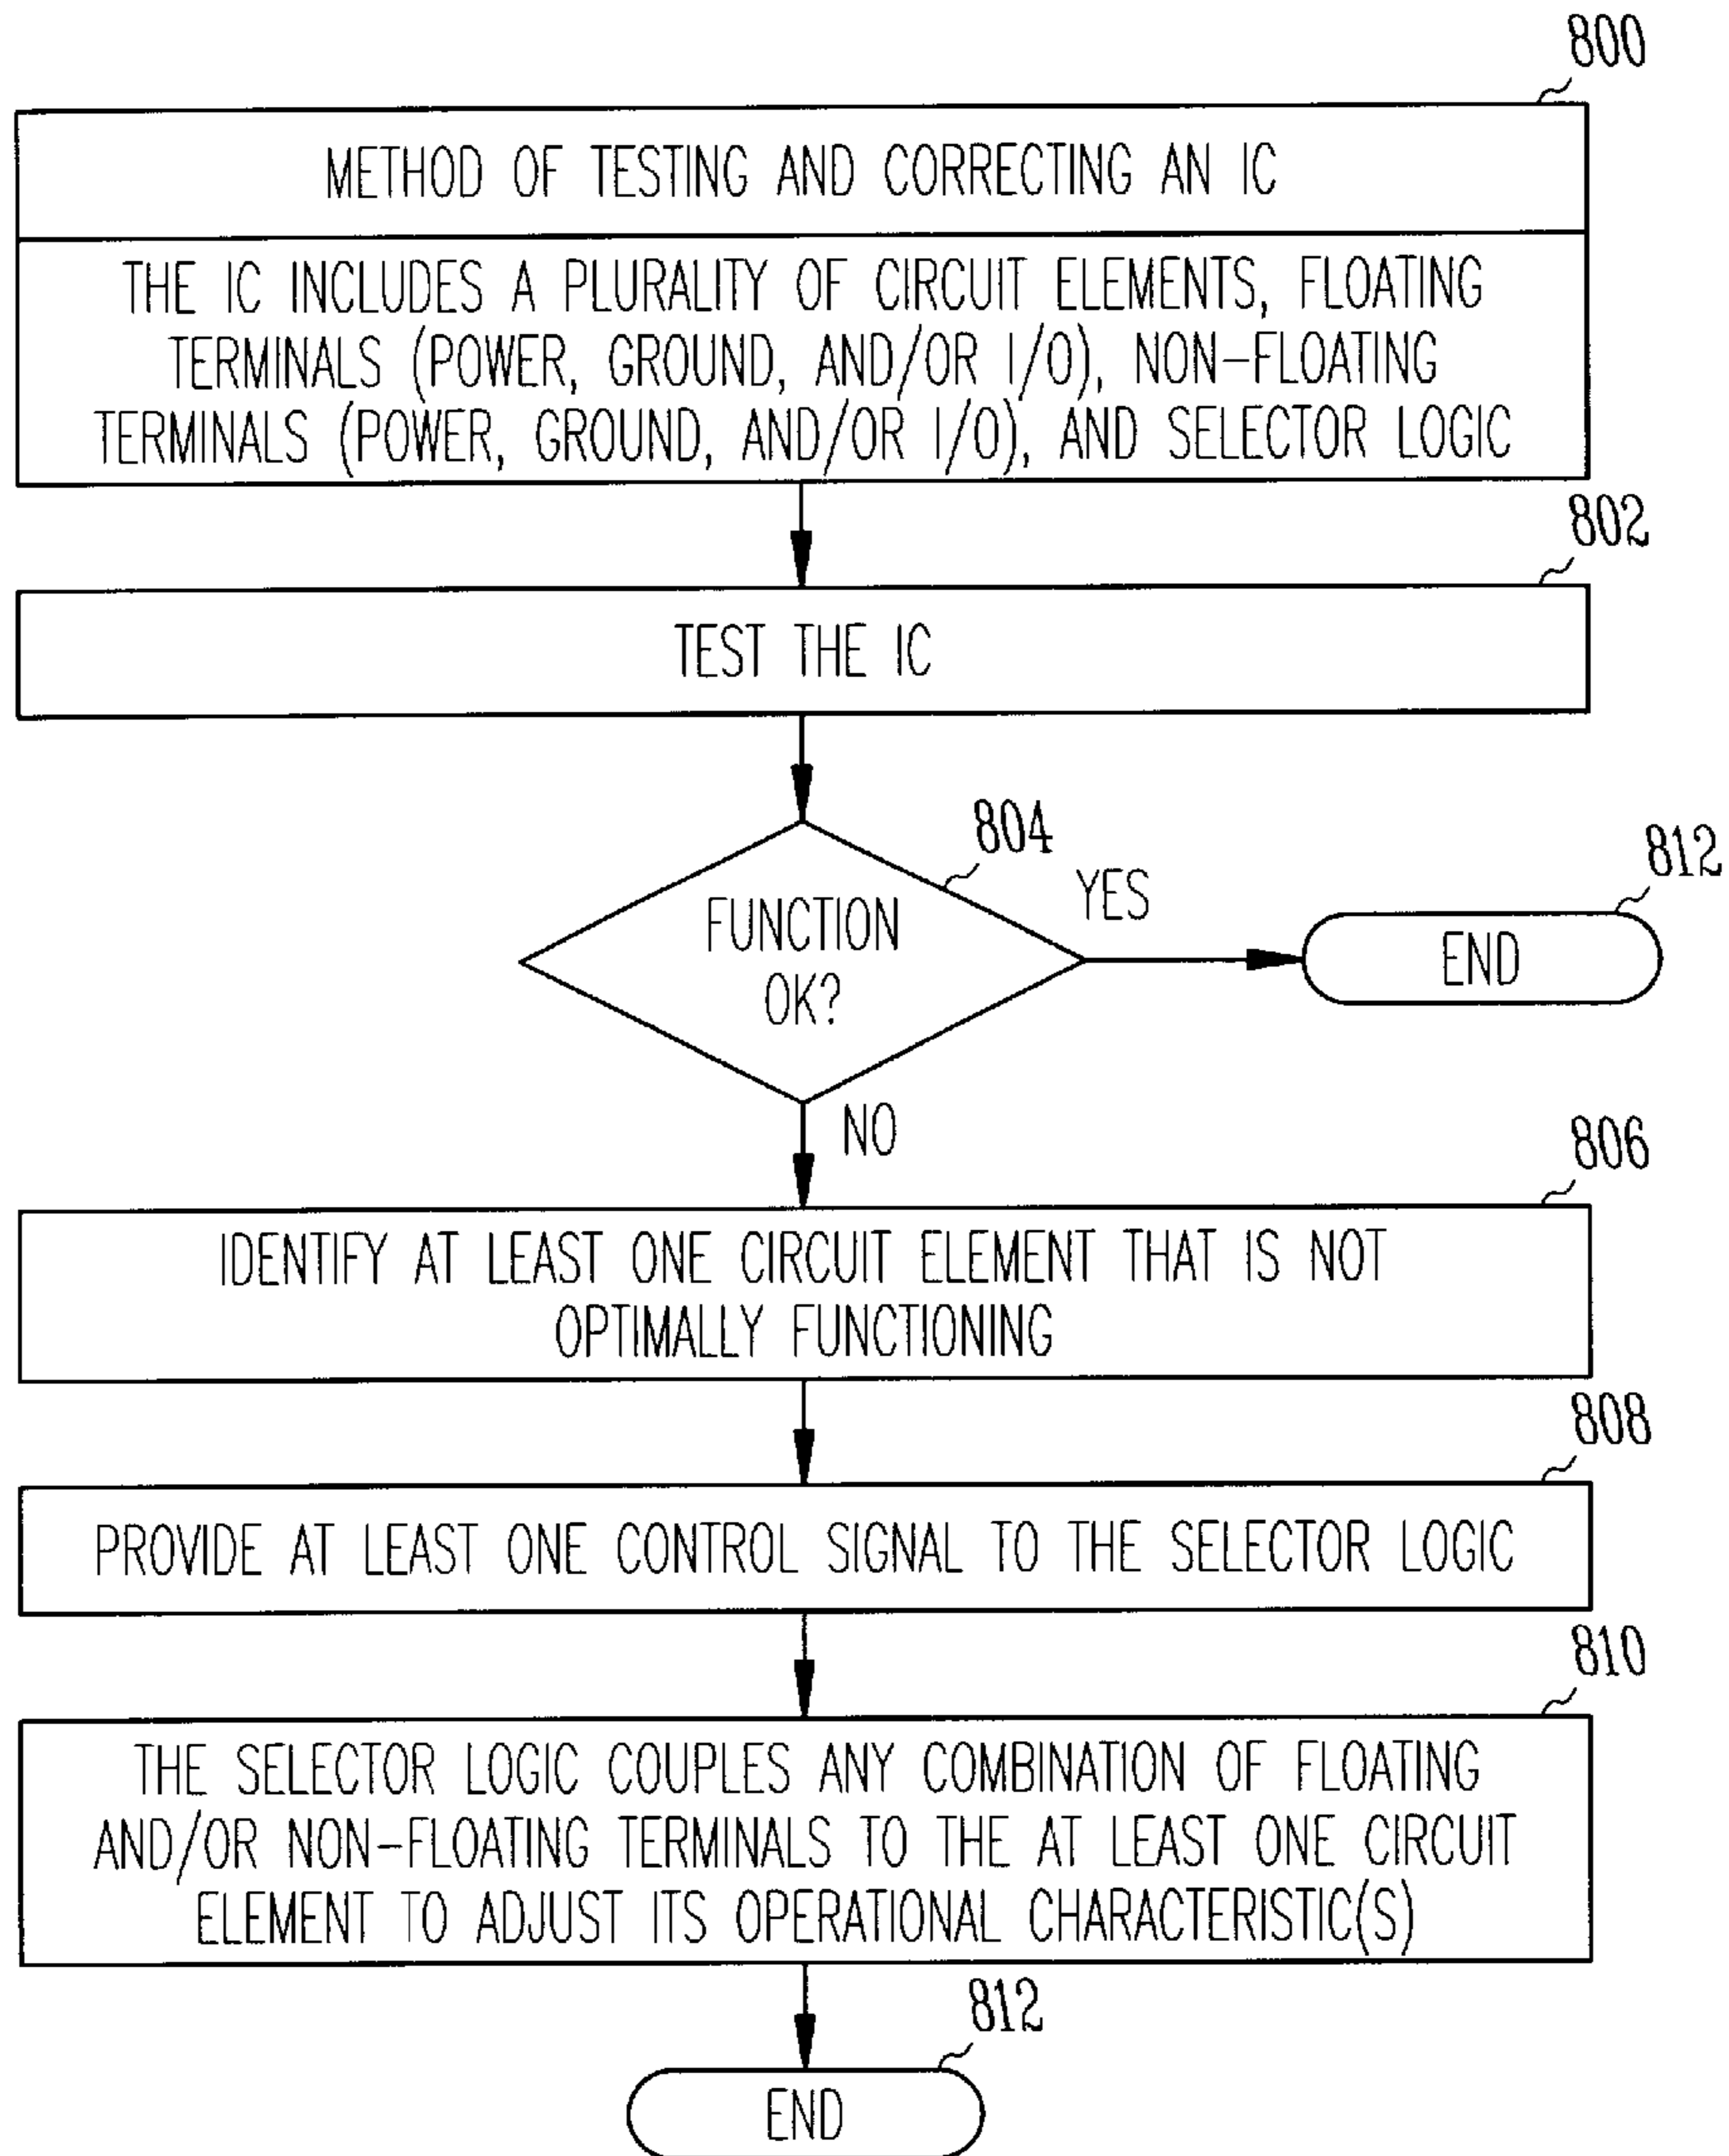 800
METHOD OF TESTING AND CORRECTING AN IC
THE IC INCLUDES A PLURALITY OF CIRCUIT ELEMENTS, FLOATING
TERMINALS (POWER, GROUND, AND/OR I/O), NON-FLOATING
TERMINALS (POWER, GROUND, AND/OR I/O), AND SELECTOR LOGIC
802
TEST THE IC
804
YES
812
FUNCTION
OK?
END
NO
806
IDENTIFY AT LEAST ONE CIRCUIT ELEMENT THAT IS NOT
OPTIMALLY FUNCTIONING
808
PROVIDE AT LEAST ONE CONTROL SIGNAL TO THE SELECTOR LOGIC
810
THE SELECTOR LOGIC COUPLES ANY COMBINATION OF FLOATING
AND/OR NON-FLOATING TERMINALS TO THE AT LEAST ONE CIRCUIT
ELEMENT TO ADJUST ITS OPERATIONAL CHARACTERISTIC(S)
812
END